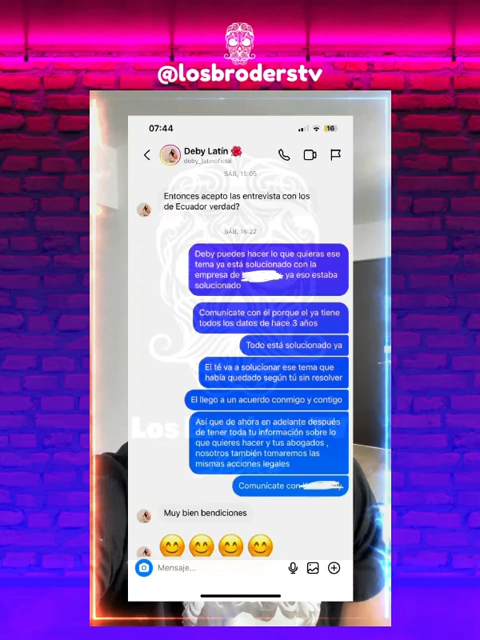 @losbroderstv
07:44
16
Deby Latín
deby_latinoficial
SÁB, 15:05
Entonces acepto las entrevista con los
de Ecuador verdad?
SÁB, 16:22
Deby puedes hacer lo que quieras ese
tema ya está solucionado con la
empresa de ya eso estaba
solucionado
Comunícate con él porque el ya tiene
todos los datos de hace 3 años
Todo está solucionado ya
El té va a solucionar ese tema que
había quedado según tú sin resolver
El llego a un acuerdo conmigo y contigo
Así que de ahora en adelante después
de tener toda tu información sobre lo
que quieres hacer y tus abogados ,
nosotros también tomaremos las
mismas acciones legales
Comunícate con
Muy bien bendiciones
Mensaje...